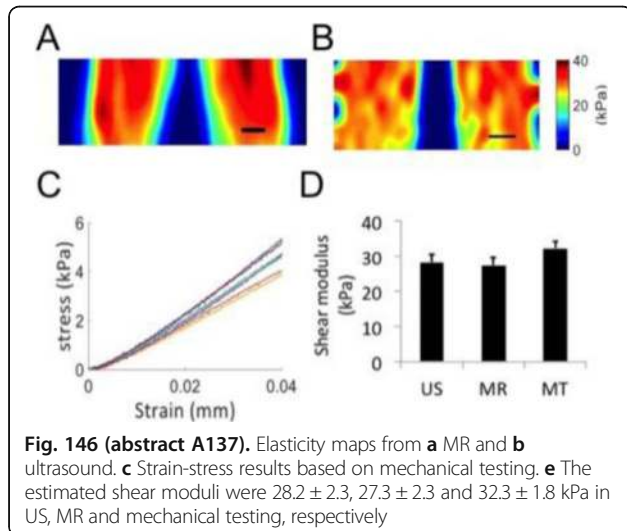 A
B
40
20
0
(kPa)
C
D
6
4
2
0
stress (kPa)
0
0.02
0.04
Strain (mm)
40
30
20
10
0
Shear modulus
(kPa)
US
MR
MT
Fig. 146 (abstract A137). Elasticity maps from a MR and b
ultrasound. c Strain-stress results based on mechanical testing. e The
estimated shear moduli were 28.2 ± 2.3, 27.3 ± 2.3 and 32.3 ± 1.8 kPa in
US, MR and mechanical testing, respectively